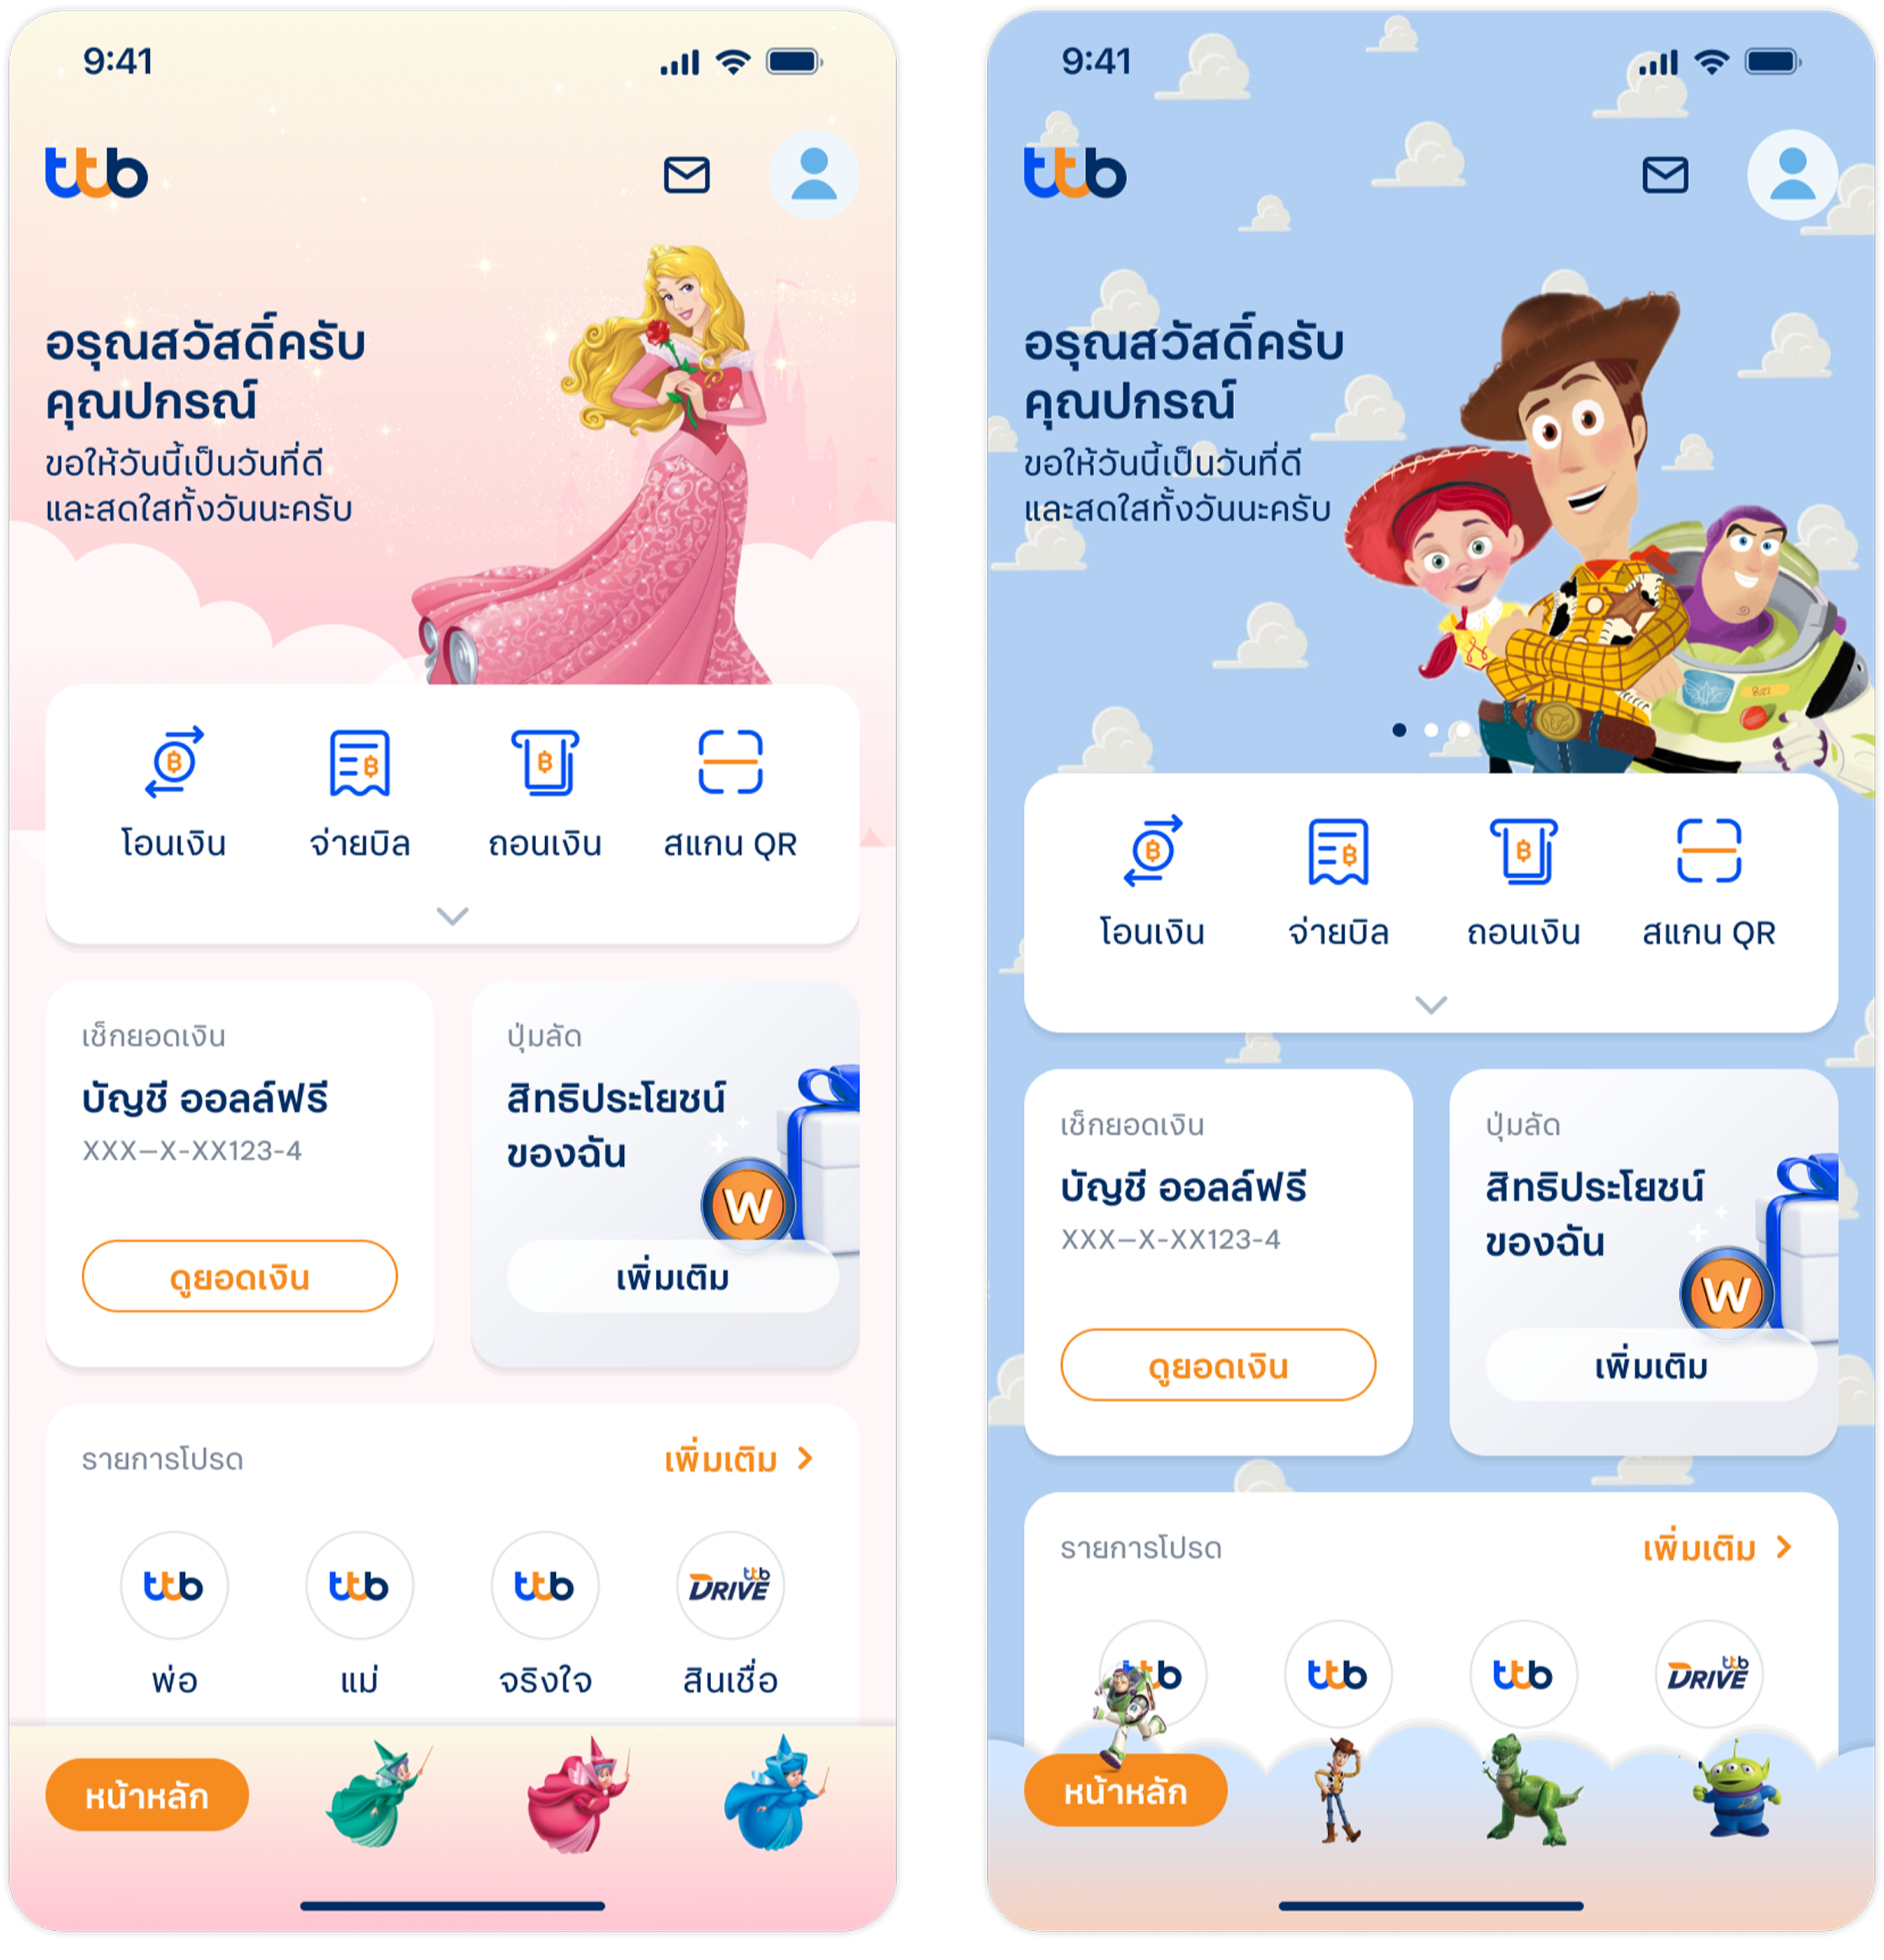 9:41
ttb
อรุณสวัสดิ์ครับ
คุณปกรณ์
ขอให้วันนี้เป็นวันที่ดี
และสดใสทั้งวันนะครับ
โอนเงิน จ่ายบิล ถอนเงิน สแกน QR
เช็กยอดเงิน
บัญชี ออลล์ฟรี
XXX–X-XX123-4
ดูยอดเงิน
ปุ่มลัด
สิทธิประโยชน์
ของฉัน
W
เพิ่มเติม
รายการโปรด เพิ่มเติม
ttb ttb ttb ttb DRIVE
พ่อ แม่ จริงใจ สินเชื่อ
หน้าหลัก
9:41
ttb
อรุณสวัสดิ์ครับ
คุณปกรณ์
ขอให้วันนี้เป็นวันที่ดี
และสดใสทั้งวันนะครับ
Buzz
โอนเงิน จ่ายบิล ถอนเงิน สแกน QR
เช็กยอดเงิน
บัญชี ออลล์ฟรี
XXX–X-XX123-4
ดูยอดเงิน
ปุ่มลัด
สิทธิประโยชน์
ของฉัน
W
เพิ่มเติม
รายการโปรด เพิ่มเติม
ttb ttb ttb ttb DRIVE
หน้าหลัก